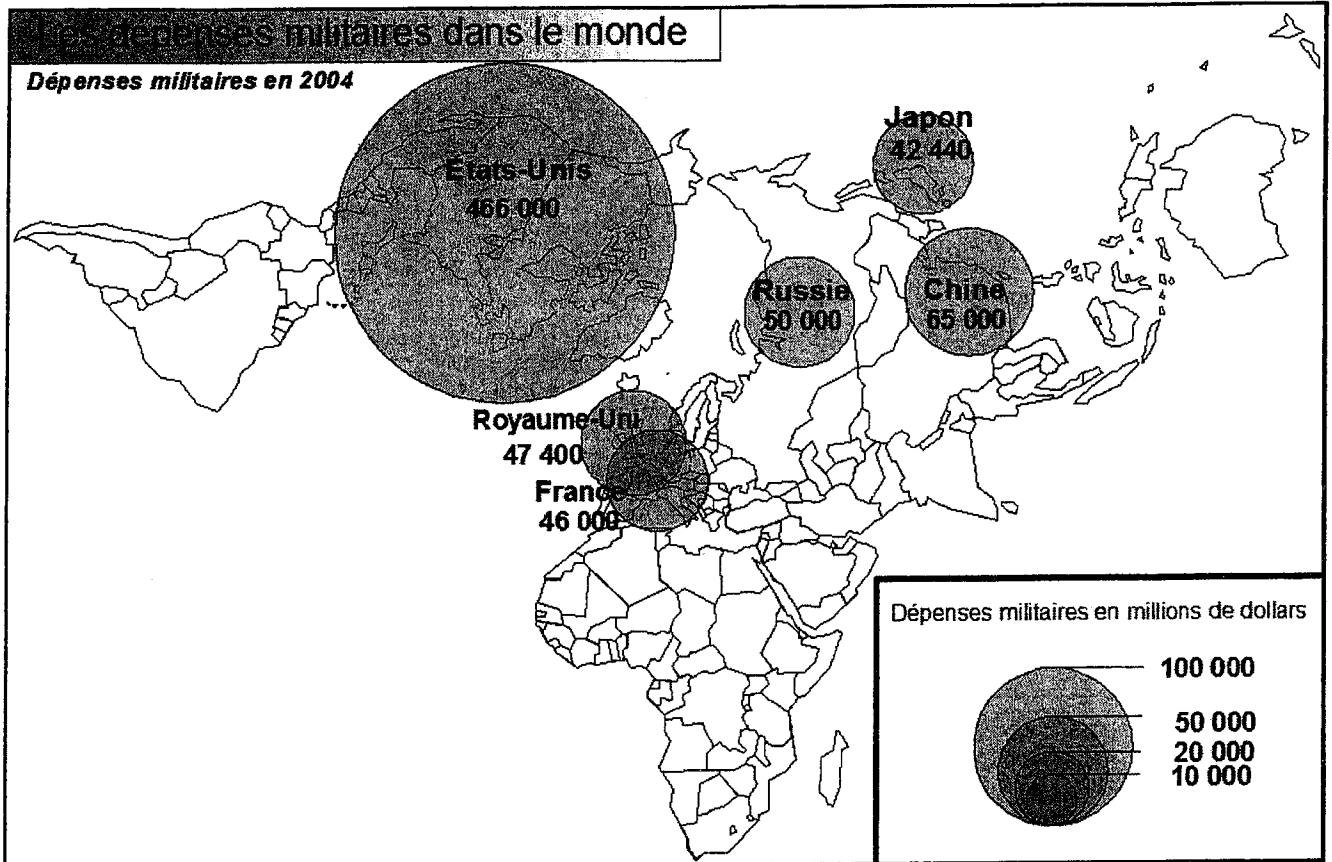 Les dépenses militaires dans le monde
Dépenses militaires en 2004
Etats-Unis
466 000
Japon
42 440
Russie
50 000
Chine
65 000
Royaume-Uni
47 400
France
46 000
Dépenses militaires en millions de dollars
100 000
50 000
20 000
10 000